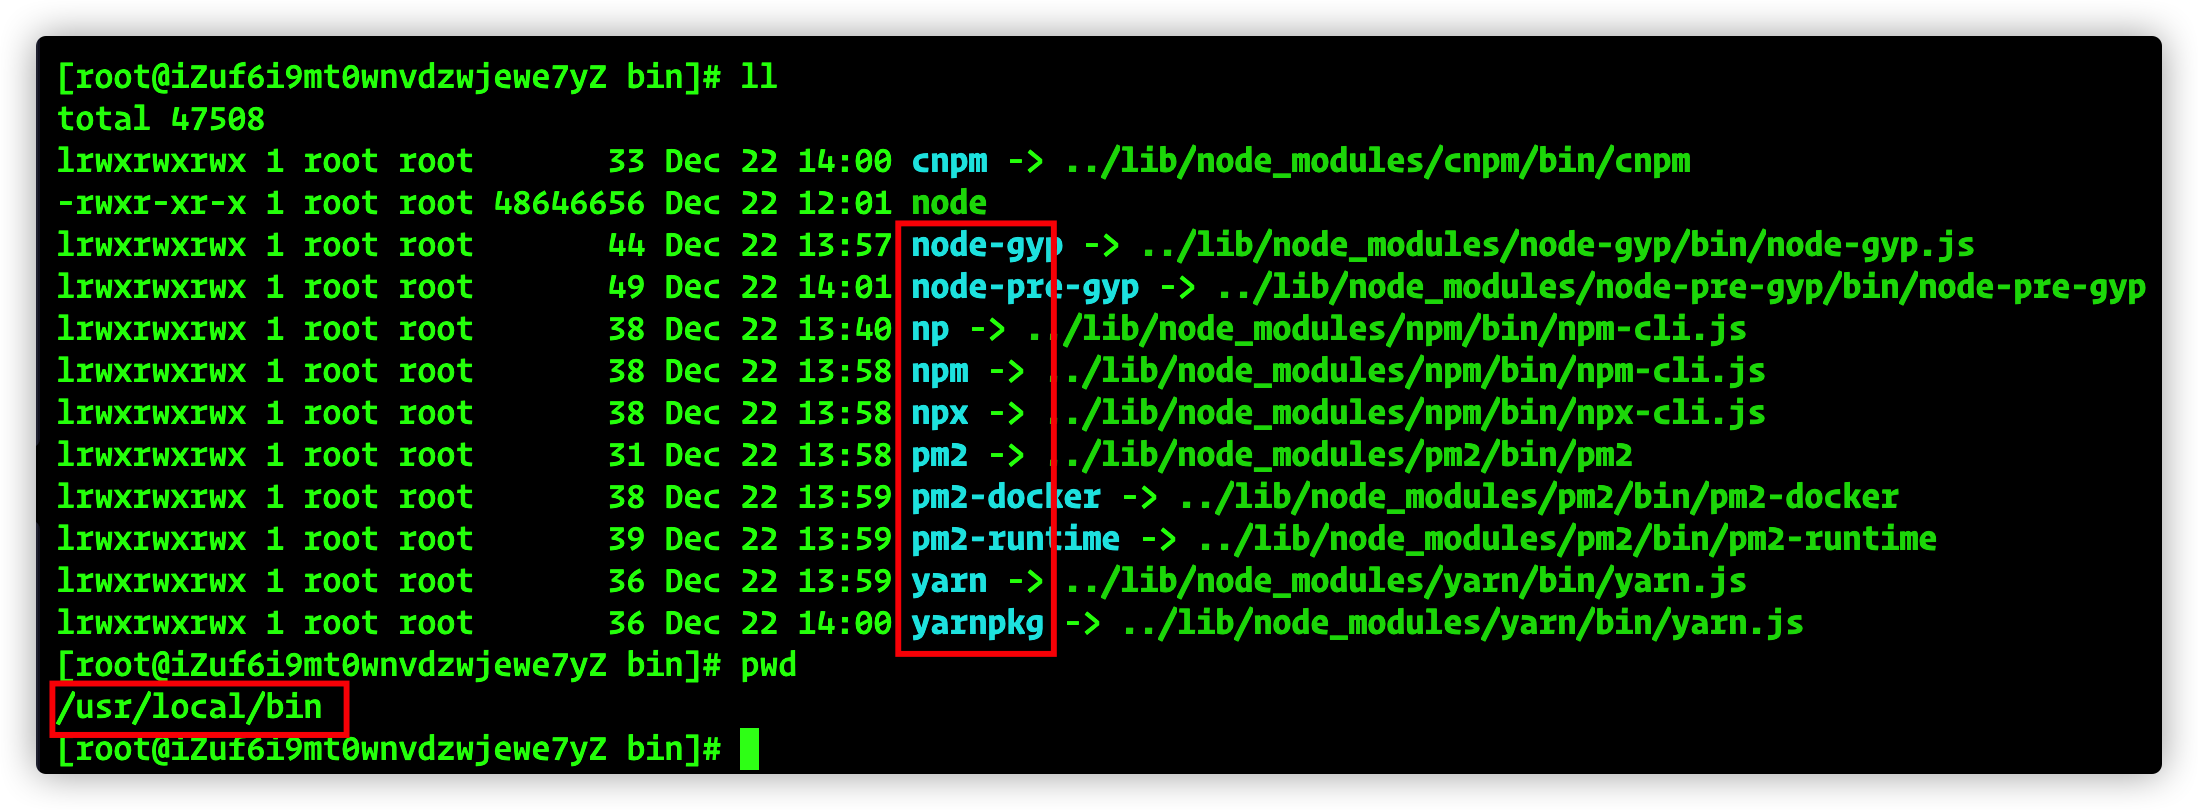 [root@iZuf6i9mt0wnvdzwjewe7yZ bin]# ll
total 47508
lrwxrwxrwx 1 root root       33 Dec 22 14:00 cnpm -> ../lib/node_modules/cnpm/bin/cnpm
-rwxr-xr-x 1 root root 48646656 Dec 22 12:01 node
lrwxrwxrwx 1 root root       44 Dec 22 13:57 node-gyp -> ../lib/node_modules/node-gyp/bin/node-gyp.js
lrwxrwxrwx 1 root root       49 Dec 22 14:01 node-pre-gyp -> ../lib/node_modules/node-pre-gyp/bin/node-pre-gyp
lrwxrwxrwx 1 root root       38 Dec 22 13:40 np -> ../lib/node_modules/npm/bin/npm-cli.js
lrwxrwxrwx 1 root root       38 Dec 22 13:58 npm -> ../lib/node_modules/npm/bin/npm-cli.js
lrwxrwxrwx 1 root root       38 Dec 22 13:58 npx -> ../lib/node_modules/npm/bin/npx-cli.js
lrwxrwxrwx 1 root root       31 Dec 22 13:58 pm2 -> ../lib/node_modules/pm2/bin/pm2
lrwxrwxrwx 1 root root       38 Dec 22 13:59 pm2-docker -> ../lib/node_modules/pm2/bin/pm2-docker
lrwxrwxrwx 1 root root       39 Dec 22 13:59 pm2-runtime -> ../lib/node_modules/pm2/bin/pm2-runtime
lrwxrwxrwx 1 root root       36 Dec 22 13:59 yarn -> ../lib/node_modules/yarn/bin/yarn.js
lrwxrwxrwx 1 root root       36 Dec 22 14:00 yarnpkg -> ../lib/node_modules/yarn/bin/yarn.js
[root@iZuf6i9mt0wnvdzwjewe7yZ bin]# pwd
/usr/local/bin
[root@iZuf6i9mt0wnvdzwjewe7yZ bin]#